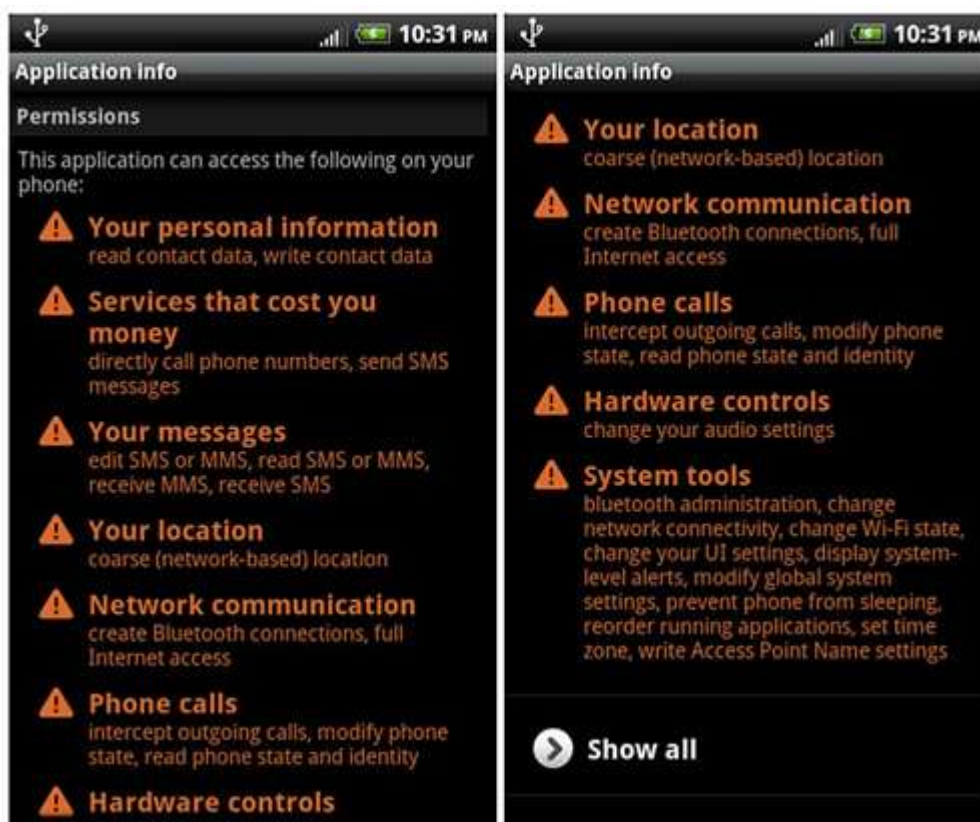 10:31 PM
Application info
Permissions
This application can access the following on your
phone:
Your personal information
read contact data, write contact data
Services that cost you
money
directly call phone numbers, send SMS
messages
Your messages
edit SMS or MMS, read SMS or MMS,
receive MMS, receive SMS
Your location
coarse (network-based) location
Network communication
create Bluetooth connections, full
Internet access
Phone calls
intercept outgoing calls, modify phone
state, read phone state and identity
Hardware controls
10:31 PM
Application info
Your location
coarse (network-based) location
Network communication
create Bluetooth connections, full
Internet access
Phone calls
intercept outgoing calls, modify phone
state, read phone state and identity
Hardware controls
change your audio settings
System tools
bluetooth administration, change
network connectivity, change Wi-Fi state,
change your UI settings, display system-
level alerts, modify global system
settings, prevent phone from sleeping,
reorder running applications, set time
zone, write Access Point Name settings
Show all